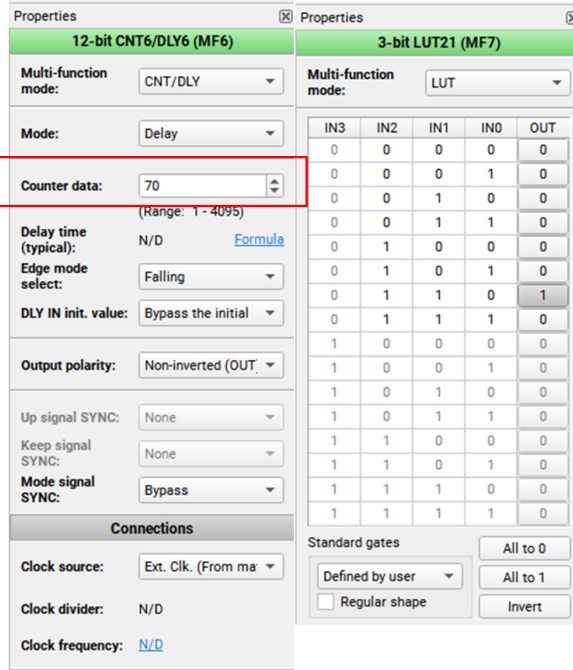 Properties
12-bit CNT6/DLY6 (MF6)
Multi-function mode: CNT/DLY
Mode: Delay
Counter data: 70
(Range: 1 - 4095)
Delay time (typical): N/D Formula
Edge mode select: Falling
DLY IN init. value: Bypass the initial
Output polarity: Non-inverted (OUT)
Up signal SYNC: None
Keep signal SYNC: None
Mode signal SYNC: Bypass
Connections
Clock source: Ext. Clk. (From ma
Clock divider: N/D
Clock frequency: N/D
Properties
3-bit LUT21 (MF7)
Multi-function mode: LUT
IN3 IN2 IN1 IN0 OUT
0 0 0 0 0
0 0 0 1 0
0 0 1 0 0
0 0 1 1 0
0 1 0 0 0
0 1 0 1 0
0 1 1 0 1
0 1 1 1 0
1 0 0 0 0
1 0 0 1 0
1 0 1 0 0
1 0 1 1 0
1 1 0 0 0
1 1 0 1 0
1 1 1 0 0
1 1 1 1 0
Standard gates
Defined by user
Regular shape
All to 0
All to 1
Invert